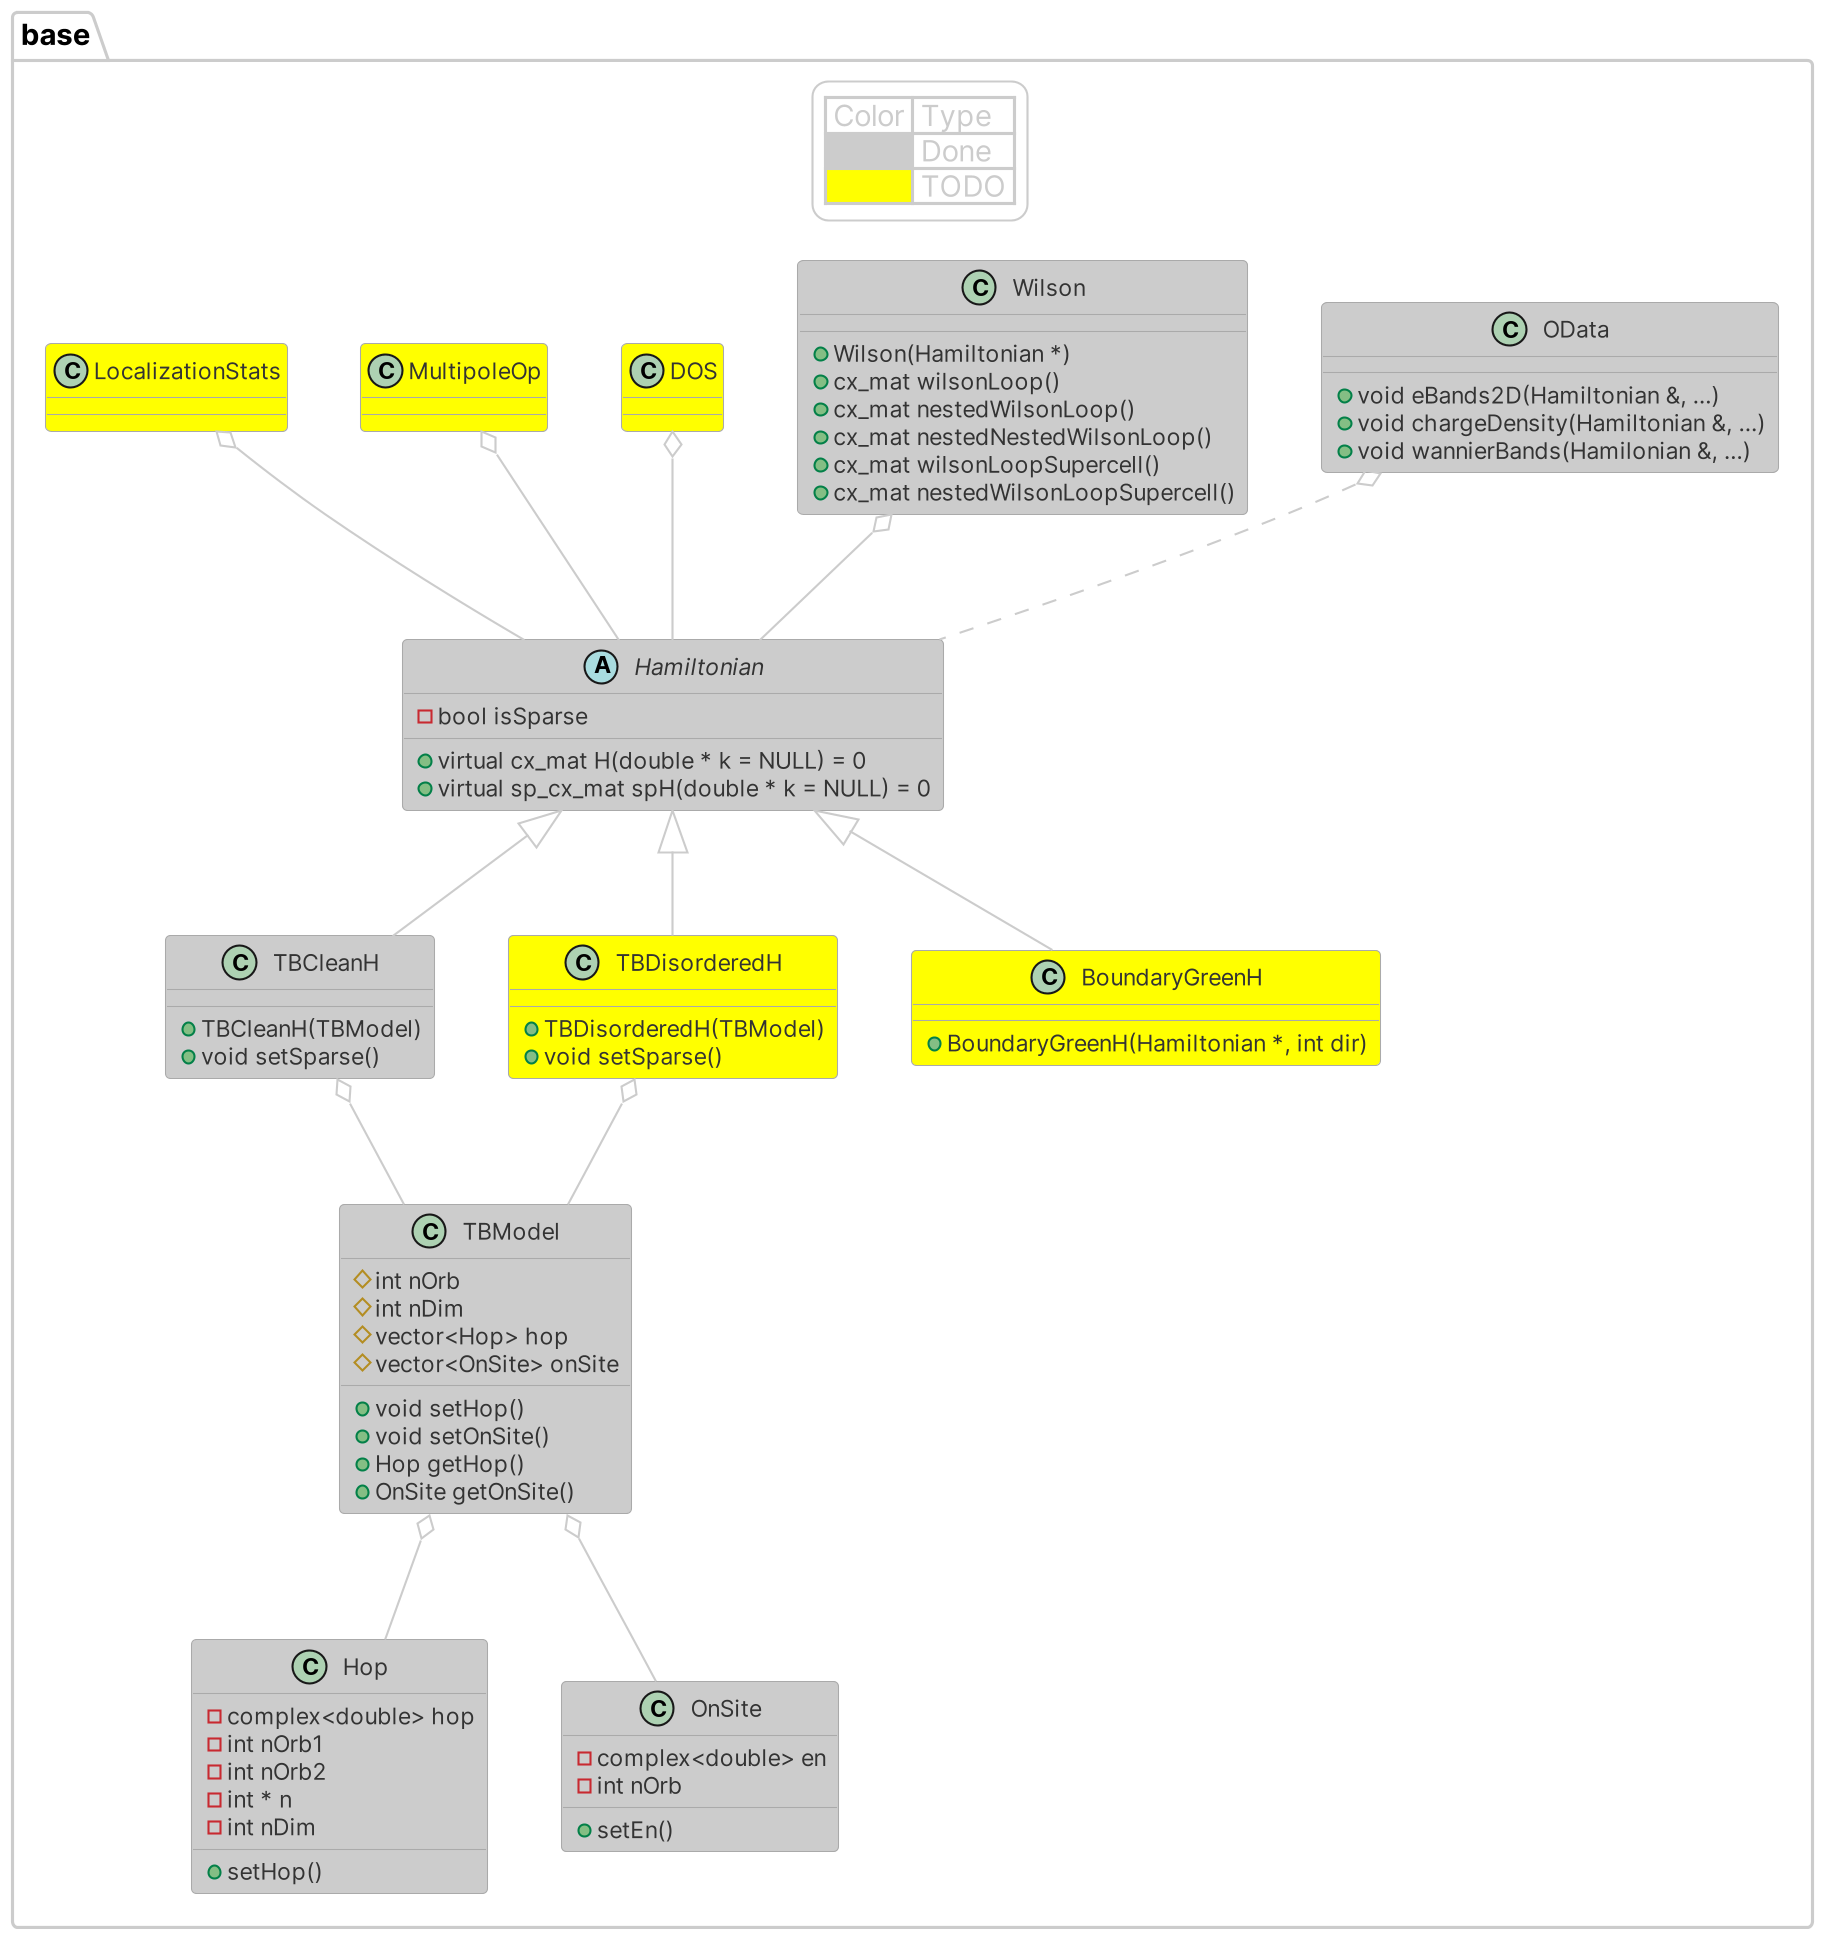 base
Color Type
Done
TODO
C LocalizationStats
C MultipoleOp
C DOS
C Wilson
Wilson(Hamiltonian *)
cx_mat wilsonLoop()
cx_mat nestedWilsonLoop()
cx_mat nestedNestedWilsonLoop()
cx_mat wilsonLoopSupercell()
cx_mat nestedWilsonLoopSupercell()
C OData
void eBands2D(Hamiltonian &, ...)
void chargeDensity(Hamiltonian &, ...)
void wannierBands(Hamilonian &, ...)
A Hamiltonian
bool isSparse
virtual cx_mat H(double * k = NULL) = 0
virtual sp_cx_mat spH(double * k = NULL) = 0
C TBCleanH
TBCleanH(TBModel)
void setSparse()
C TBDisorderedH
TBDisorderedH(TBModel)
void setSparse()
C BoundaryGreenH
BoundaryGreenH(Hamiltonian *, int dir)
C TBModel
int nOrb
int nDim
vector<Hop> hop
vector<OnSite> onSite
void setHop()
void setOnSite()
Hop getHop()
OnSite getOnSite()
C Hop
complex<double> hop
int nOrb1
int nOrb2
int * n
int nDim
setHop()
C OnSite
complex<double> en
int nOrb
setEn()